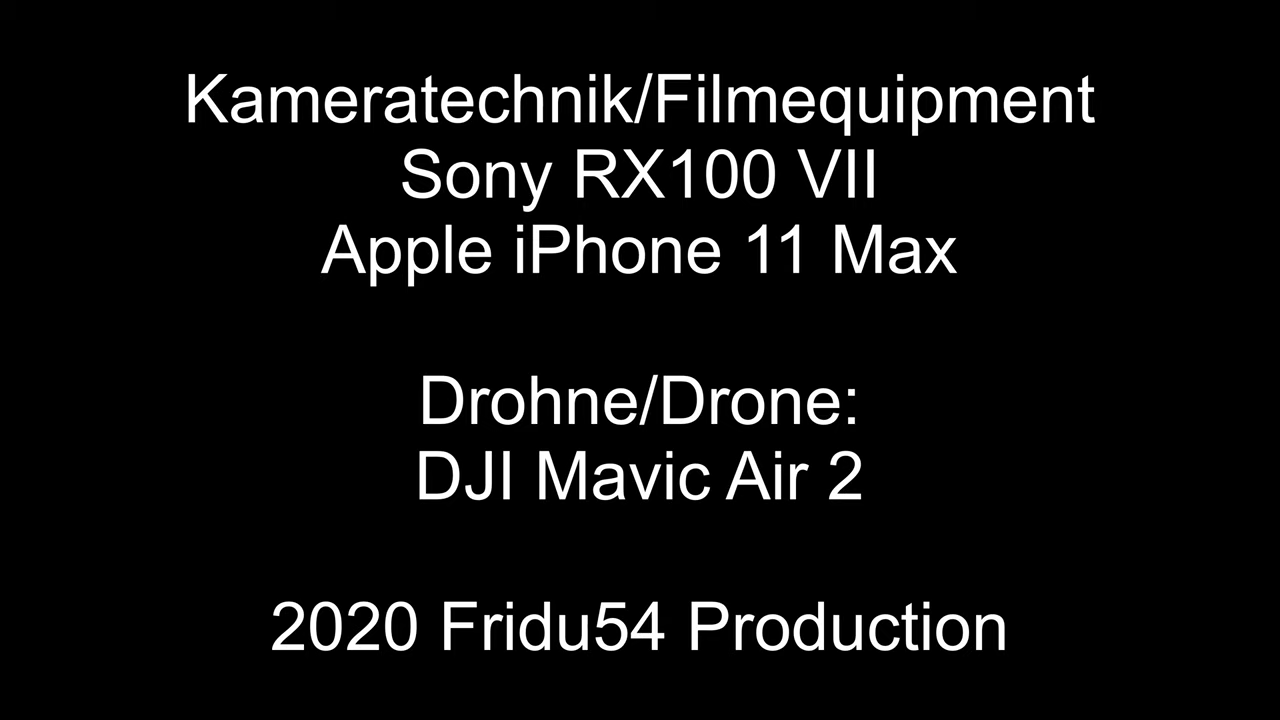 Kameratechnik/Filmequipment
Sony RX100 VII
Apple iPhone 11 Max
Drohne/Drone:
DJI Mavic Air 2
2020 Fridu54 Production